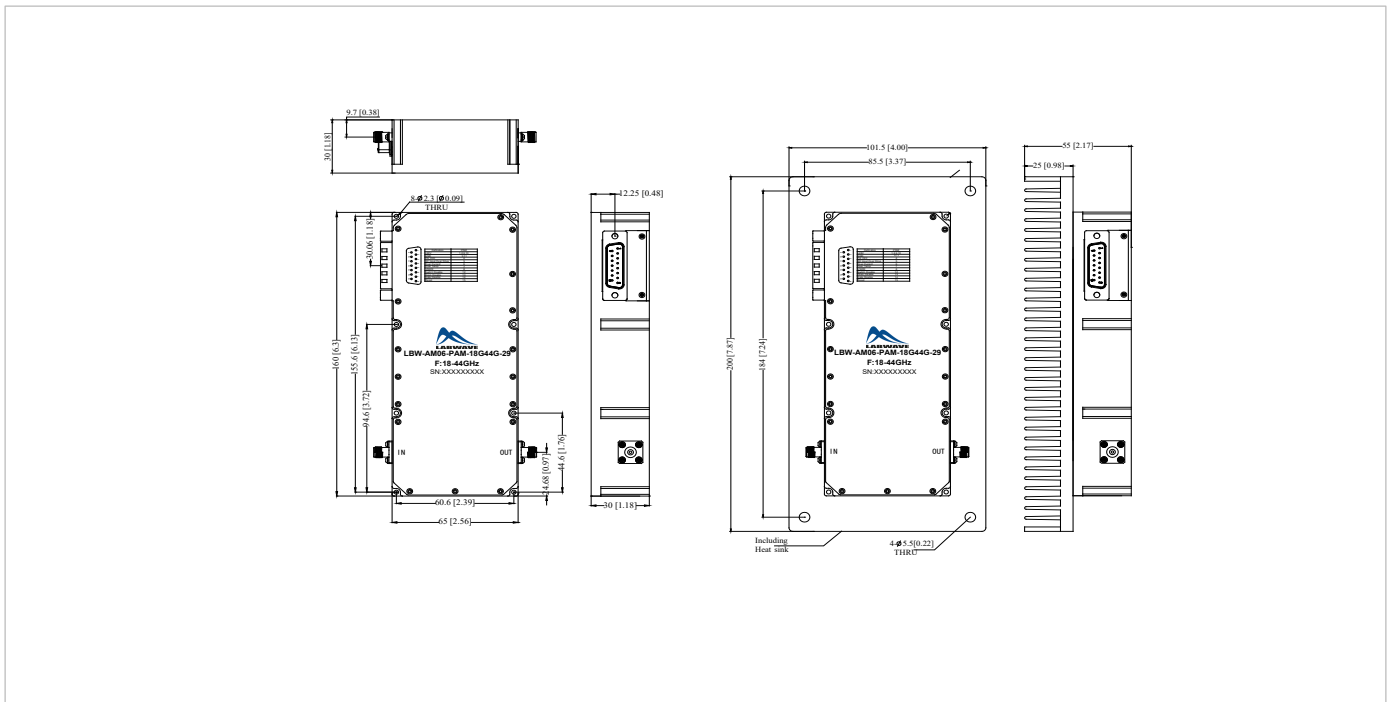 9.7 [0.38]
30 [1.18]
8-Ø2.3 [Ø0.09]
THRU
30.06 [1.18]
160 [6.3]
155.6 [6.13]
94.6 [3.72]
LABWAVE
LBW-AM06-PAM-18G44G-29
F:18-44GHz
SN:XXXXXXXXX
IN
OUT
44.6 [1.76]
24.68 [0.97]
60.6 [2.39]
65 [2.56]
12.25 [0.48]
30 [1.18]
101.5 [4.00]
85.5 [3.37]
200 [7.87]
184 [7.24]
LABWAVE
LBW-AM06-PAM-18G44G-29
F:18-44GHz
SN:XXXXXXXXX
IN
OUT
Including
Heat sink
4-Ø5.5[0.22]
THRU
55 [2.17]
25 [0.98]